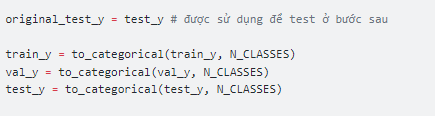 original_test_y = test_y # được sử dụng để test ở bước sau
train_y = to_categorical(train_y, N_CLASSES)
val_y = to_categorical(val_y, N_CLASSES)
test_y = to_categorical(test_y, N_CLASSES)